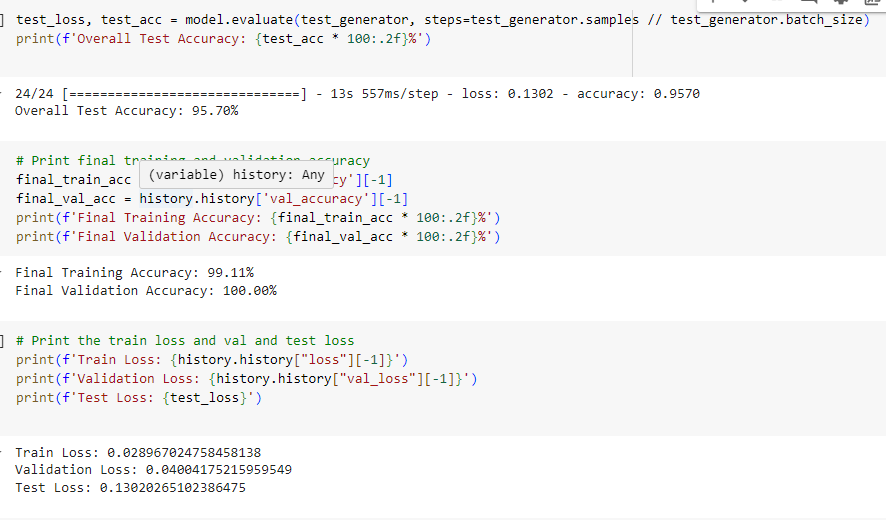 ] test_loss, test_acc = model.evaluate(test_generator, steps=test_generator.samples // test_generator.batch_size)
print(f'Overall Test Accuracy: {test_acc * 100:.2f}%')
24/24 [==============================] - 13s 557ms/step - loss: 0.1302 - accuracy: 0.9570
Overall Test Accuracy: 95.70%
# Print final training and validation accuracy
(variable) history: Any
final_train_acc cy'][-1]
final_val_acc = history.history['val_accuracy'][-1]
print(f'Final Training Accuracy: {final_train_acc * 100:.2f}%')
print(f'Final Validation Accuracy: {final_val_acc * 100:.2f}%')
Final Training Accuracy: 99.11%
Final Validation Accuracy: 100.00%
] # Print the train loss and val and test loss
print(f'Train Loss: {history.history["loss"][-1]}')
print(f'Validation Loss: {history.history["val_loss"][-1]}')
print(f'Test Loss: {test_loss}')
Train Loss: 0.028967024758458138
Validation Loss: 0.04004175215959549
Test Loss: 0.13020265102386475